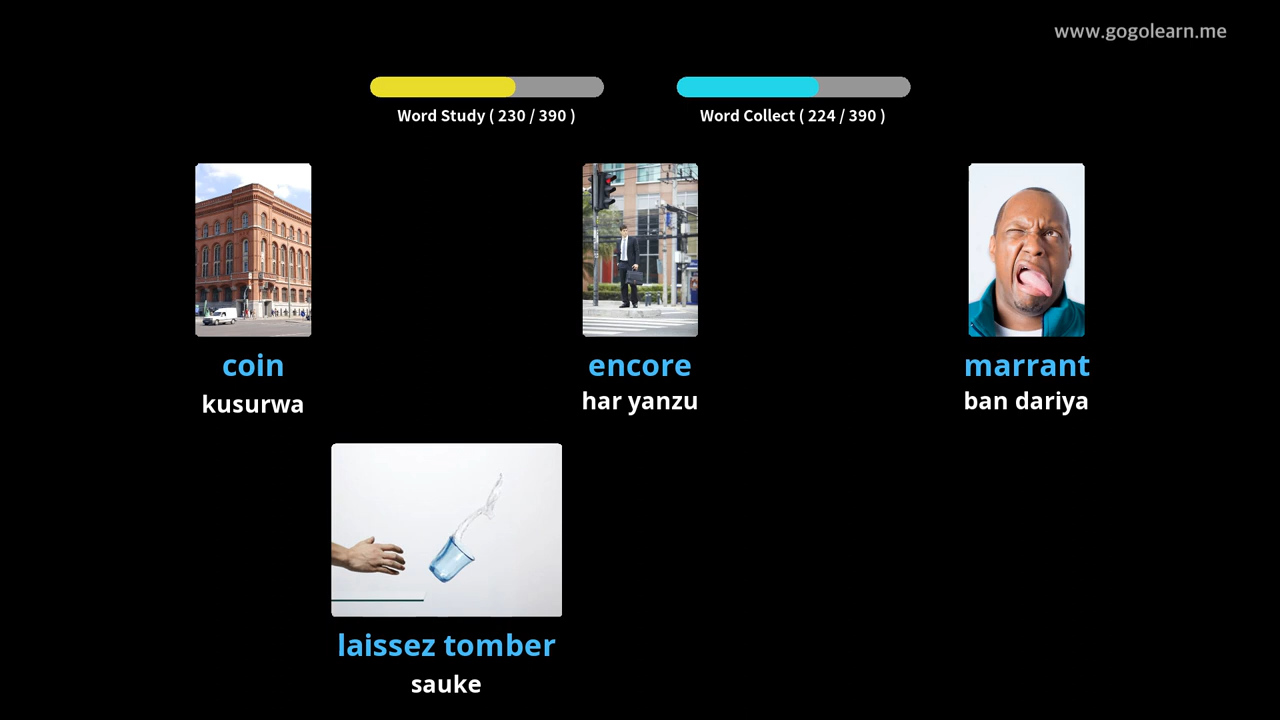 www.gogolearn.me
Word Study ( 230 / 390 )
Word Collect ( 224 / 390 )
coin
kusurwa
encore
har yanzu
marrant
ban dariya
laissez tomber
sauke